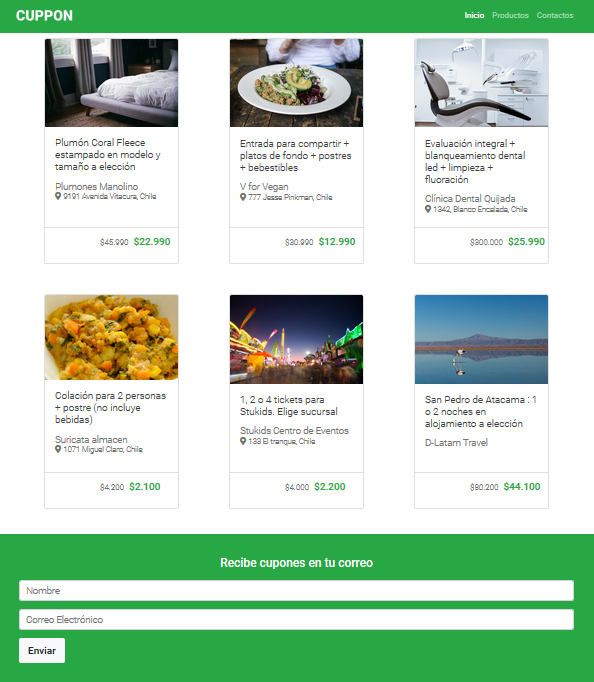 CUPPON
Inicio Productos Contactos
Plumón Coral Fleece
estampado en modelo y
tamaño a elección
Plumones Manolino
9191 Avenida Vitacura, Chile
$45.990 $22.990
Entrada para compartir +
platos de fondo + postres
+ bebestibles
V for Vegan
777 Jesse Pinkman, Chile
$30.990 $12.990
Evaluación integral +
blanqueamiento dental
led + limpieza +
fluoración
Clínica Dental Quijada
1342, Blanco Encalada, Chile
$300.000 $25.990
Colación para 2 personas
+ postre (no incluye
bebidas)
Suricata almacen
1071 Miguel Claro, Chile
$4.200 $2.100
1, 2 o 4 tickets para
Stukids. Elige sucursal
Stukids Centro de Eventos
133 El tranque, Chile
$4.000 $2.200
San Pedro de Atacama : 1
o 2 noches en
alojamiento a elección
D-Latam Travel
$80.200 $44.100
Recibe cupones en tu correo
Nombre
Correo Electrónico
Enviar